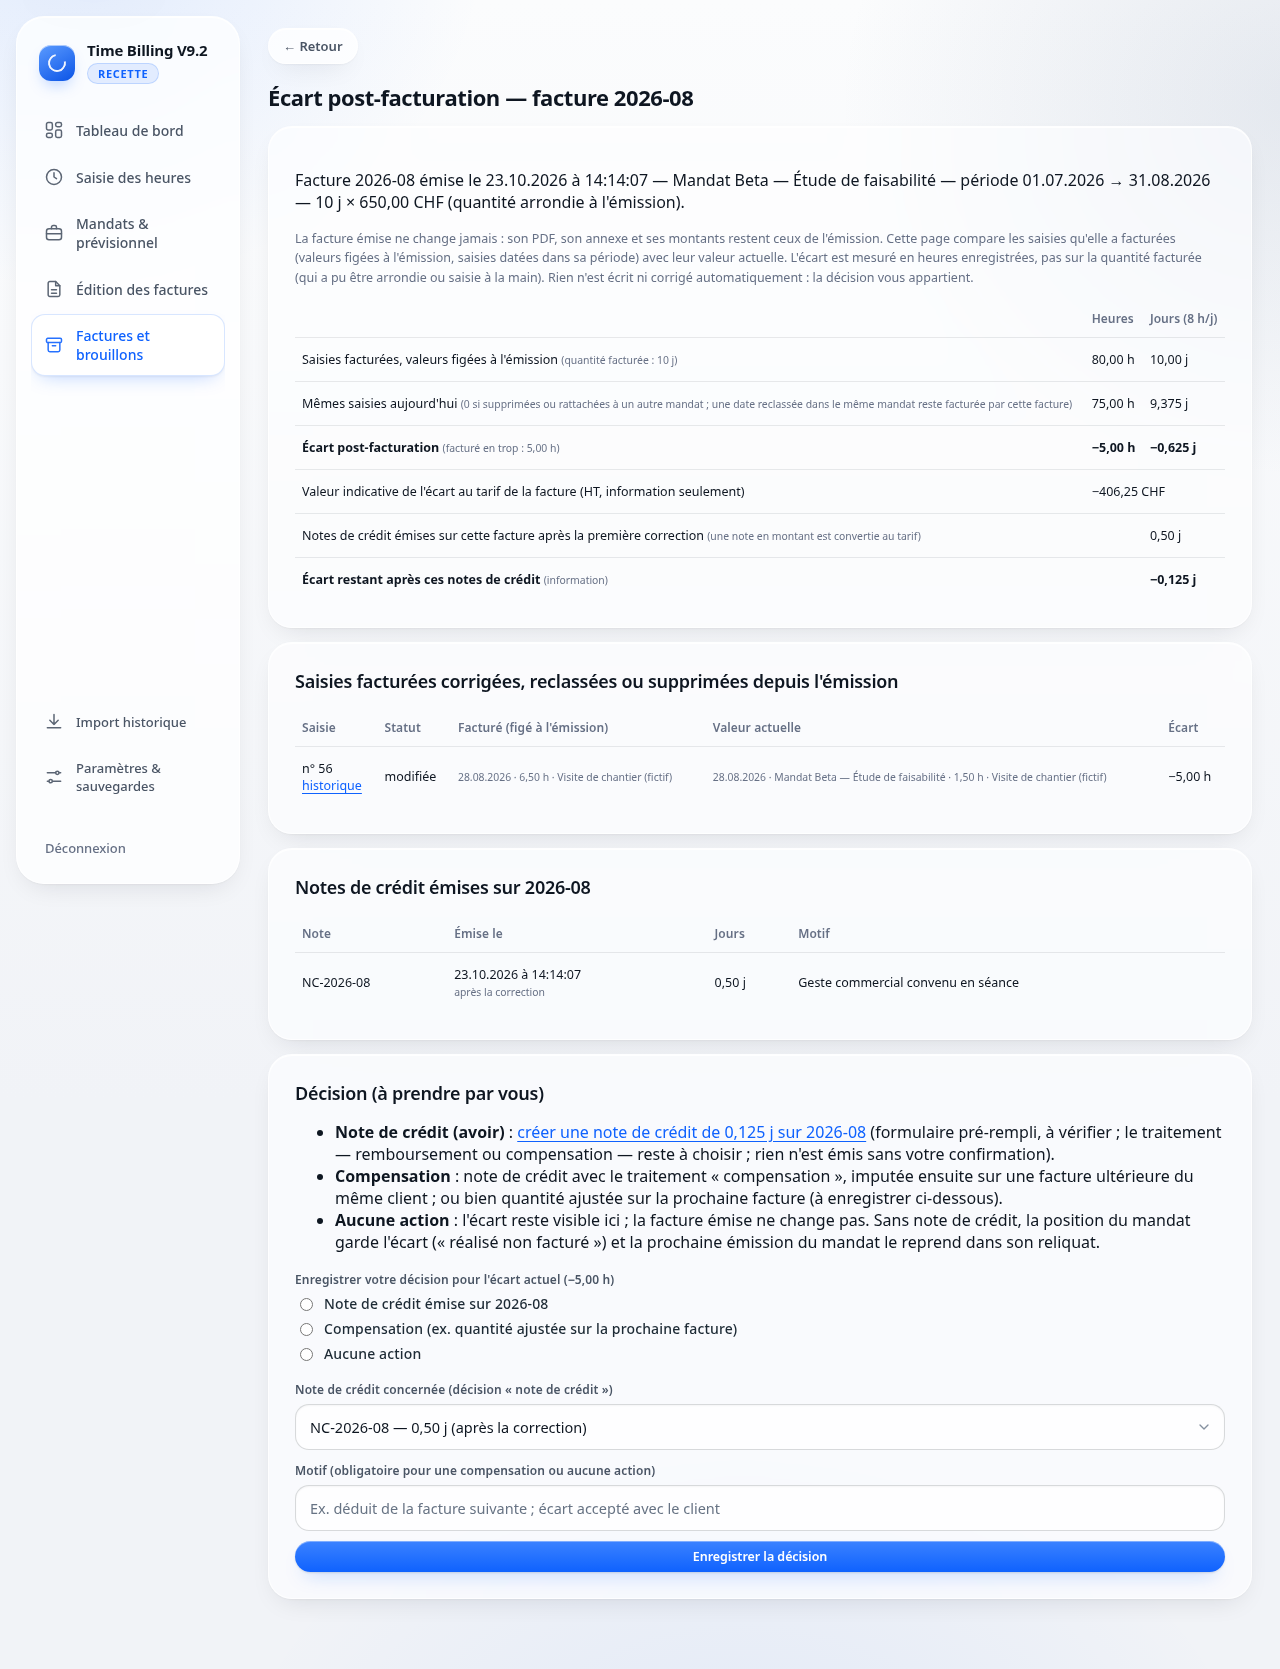 Time Billing V9.2
RECETTE
Tableau de bord
Saisie des heures
Mandats &
prévisionnel
Édition des factures
Factures et
brouillons
Import historique
Paramètres &
sauvegardes
Déconnexion
← Retour
Écart post-facturation — facture 2026-08
Facture 2026-08 émise le 23.10.2026 à 14:14:07 — Mandat Beta — Étude de faisabilité — période 01.07.2026 → 31.08.2026
— 10 j × 650,00 CHF (quantité arrondie à l'émission).
La facture émise ne change jamais : son PDF, son annexe et ses montants restent ceux de l'émission. Cette page compare les saisies qu'elle a facturées
(valeurs figées à l'émission, saisies datées dans sa période) avec leur valeur actuelle. L'écart est mesuré en heures enregistrées, pas sur la quantité facturée
(qui a pu être arrondie ou saisie à la main). Rien n'est écrit ni corrigé automatiquement : la décision vous appartient.
Heures Jours (8 h/j)
Saisies facturées, valeurs figées à l'émission (quantité facturée : 10 j) 80,00 h 10,00 j
Mêmes saisies aujourd'hui (0 si supprimées ou rattachées à un autre mandat ; une date reclassée dans le même mandat reste facturée par cette facture) 75,00 h 9,375 j
Écart post-facturation (facturé en trop : 5,00 h) −5,00 h −0,625 j
Valeur indicative de l'écart au tarif de la facture (HT, information seulement) −406,25 CHF
Notes de crédit émises sur cette facture après la première correction (une note en montant est convertie au tarif) 0,50 j
Écart restant après ces notes de crédit (information) −0,125 j
Saisies facturées corrigées, reclassées ou supprimées depuis l'émission
Saisie Statut Facturé (figé à l'émission) Valeur actuelle Écart
n° 56
historique modifiée 28.08.2026 · 6,50 h · Visite de chantier (fictif) 28.08.2026 · Mandat Beta — Étude de faisabilité · 1,50 h · Visite de chantier (fictif) −5,00 h
Notes de crédit émises sur 2026-08
Note Émise le Jours Motif
NC-2026-08 23.10.2026 à 14:14:07 0,50 j Geste commercial convenu en séance
après la correction
Décision (à prendre par vous)
• Note de crédit (avoir) : créer une note de crédit de 0,125 j sur 2026-08 (formulaire pré-rempli, à vérifier ; le traitement
— remboursement ou compensation — reste à choisir ; rien n'est émis sans votre confirmation).
• Compensation : note de crédit avec le traitement « compensation », imputée ensuite sur une facture ultérieure du
même client ; ou bien quantité ajustée sur la prochaine facture (à enregistrer ci-dessous).
• Aucune action : l'écart reste visible ici ; la facture émise ne change pas. Sans note de crédit, la position du mandat
garde l'écart (« réalisé non facturé ») et la prochaine émission du mandat le reprend dans son reliquat.
Enregistrer votre décision pour l'écart actuel (−5,00 h)
Note de crédit émise sur 2026-08
Compensation (ex. quantité ajustée sur la prochaine facture)
Aucune action
Note de crédit concernée (décision « note de crédit »)
NC-2026-08 — 0,50 j (après la correction)
Motif (obligatoire pour une compensation ou aucune action)
Ex. déduit de la facture suivante ; écart accepté avec le client
Enregistrer la décision